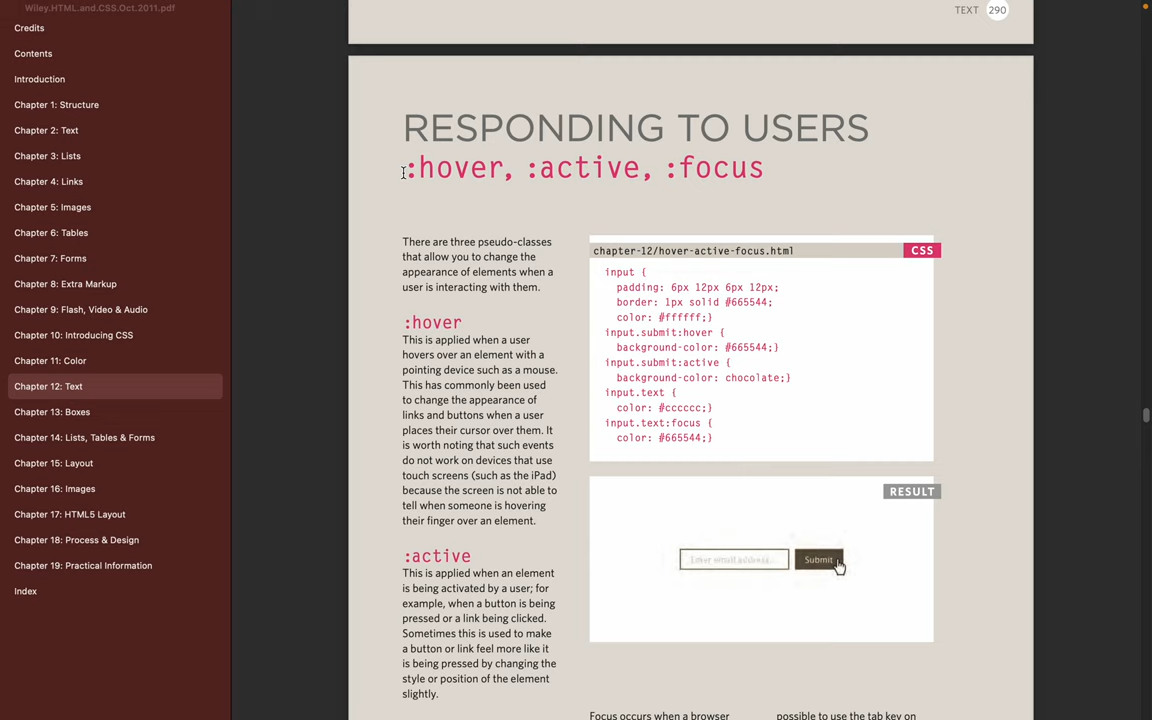 Wiley.HTML.and.CSS.Oct.2011.pdf
Credits
Contents
Introduction
Chapter 1: Structure
Chapter 2: Text
Chapter 3: Lists
Chapter 4: Links
Chapter 5: Images
Chapter 6: Tables
Chapter 7: Forms
Chapter 8: Extra Markup
Chapter 9: Flash, Video & Audio
Chapter 10: Introducing CSS
Chapter 11: Color
Chapter 12: Text
Chapter 13: Boxes
Chapter 14: Lists, Tables & Forms
Chapter 15: Layout
Chapter 16: Images
Chapter 17: HTML5 Layout
Chapter 18: Process & Design
Chapter 19: Practical Information
Index
TEXT 290
RESPONDING TO USERS
:hover, :active, :focus
There are three pseudo-classes
that allow you to change the
appearance of elements when a
user is interacting with them.
:hover
This is applied when a user
hovers over an element with a
pointing device such as a mouse.
This has commonly been used
to change the appearance of
links and buttons when a user
places their cursor over them. It
is worth noting that such events
do not work on devices that use
touch screens (such as the iPad)
because the screen is not able to
tell when someone is hovering
their finger over an element.
:active
This is applied when an element
is being activated by a user; for
example, when a button is being
pressed or a link being clicked.
Sometimes this is used to make
a button or link feel more like it
is being pressed by changing the
style or position of the element
slightly.
chapter-12/hover-active-focus.html CSS
input {
padding: 6px 12px 6px 12px;
border: 1px solid #665544;
color: #ffffff;}
input.submit:hover {
background-color: #665544;}
input.submit:active {
background-color: chocolate;}
input.text {
color: #cccccc;}
input.text:focus {
color: #665544;}
RESULT
Enter email address... Submit
Focus occurs when a browser
possible to use the tab key on